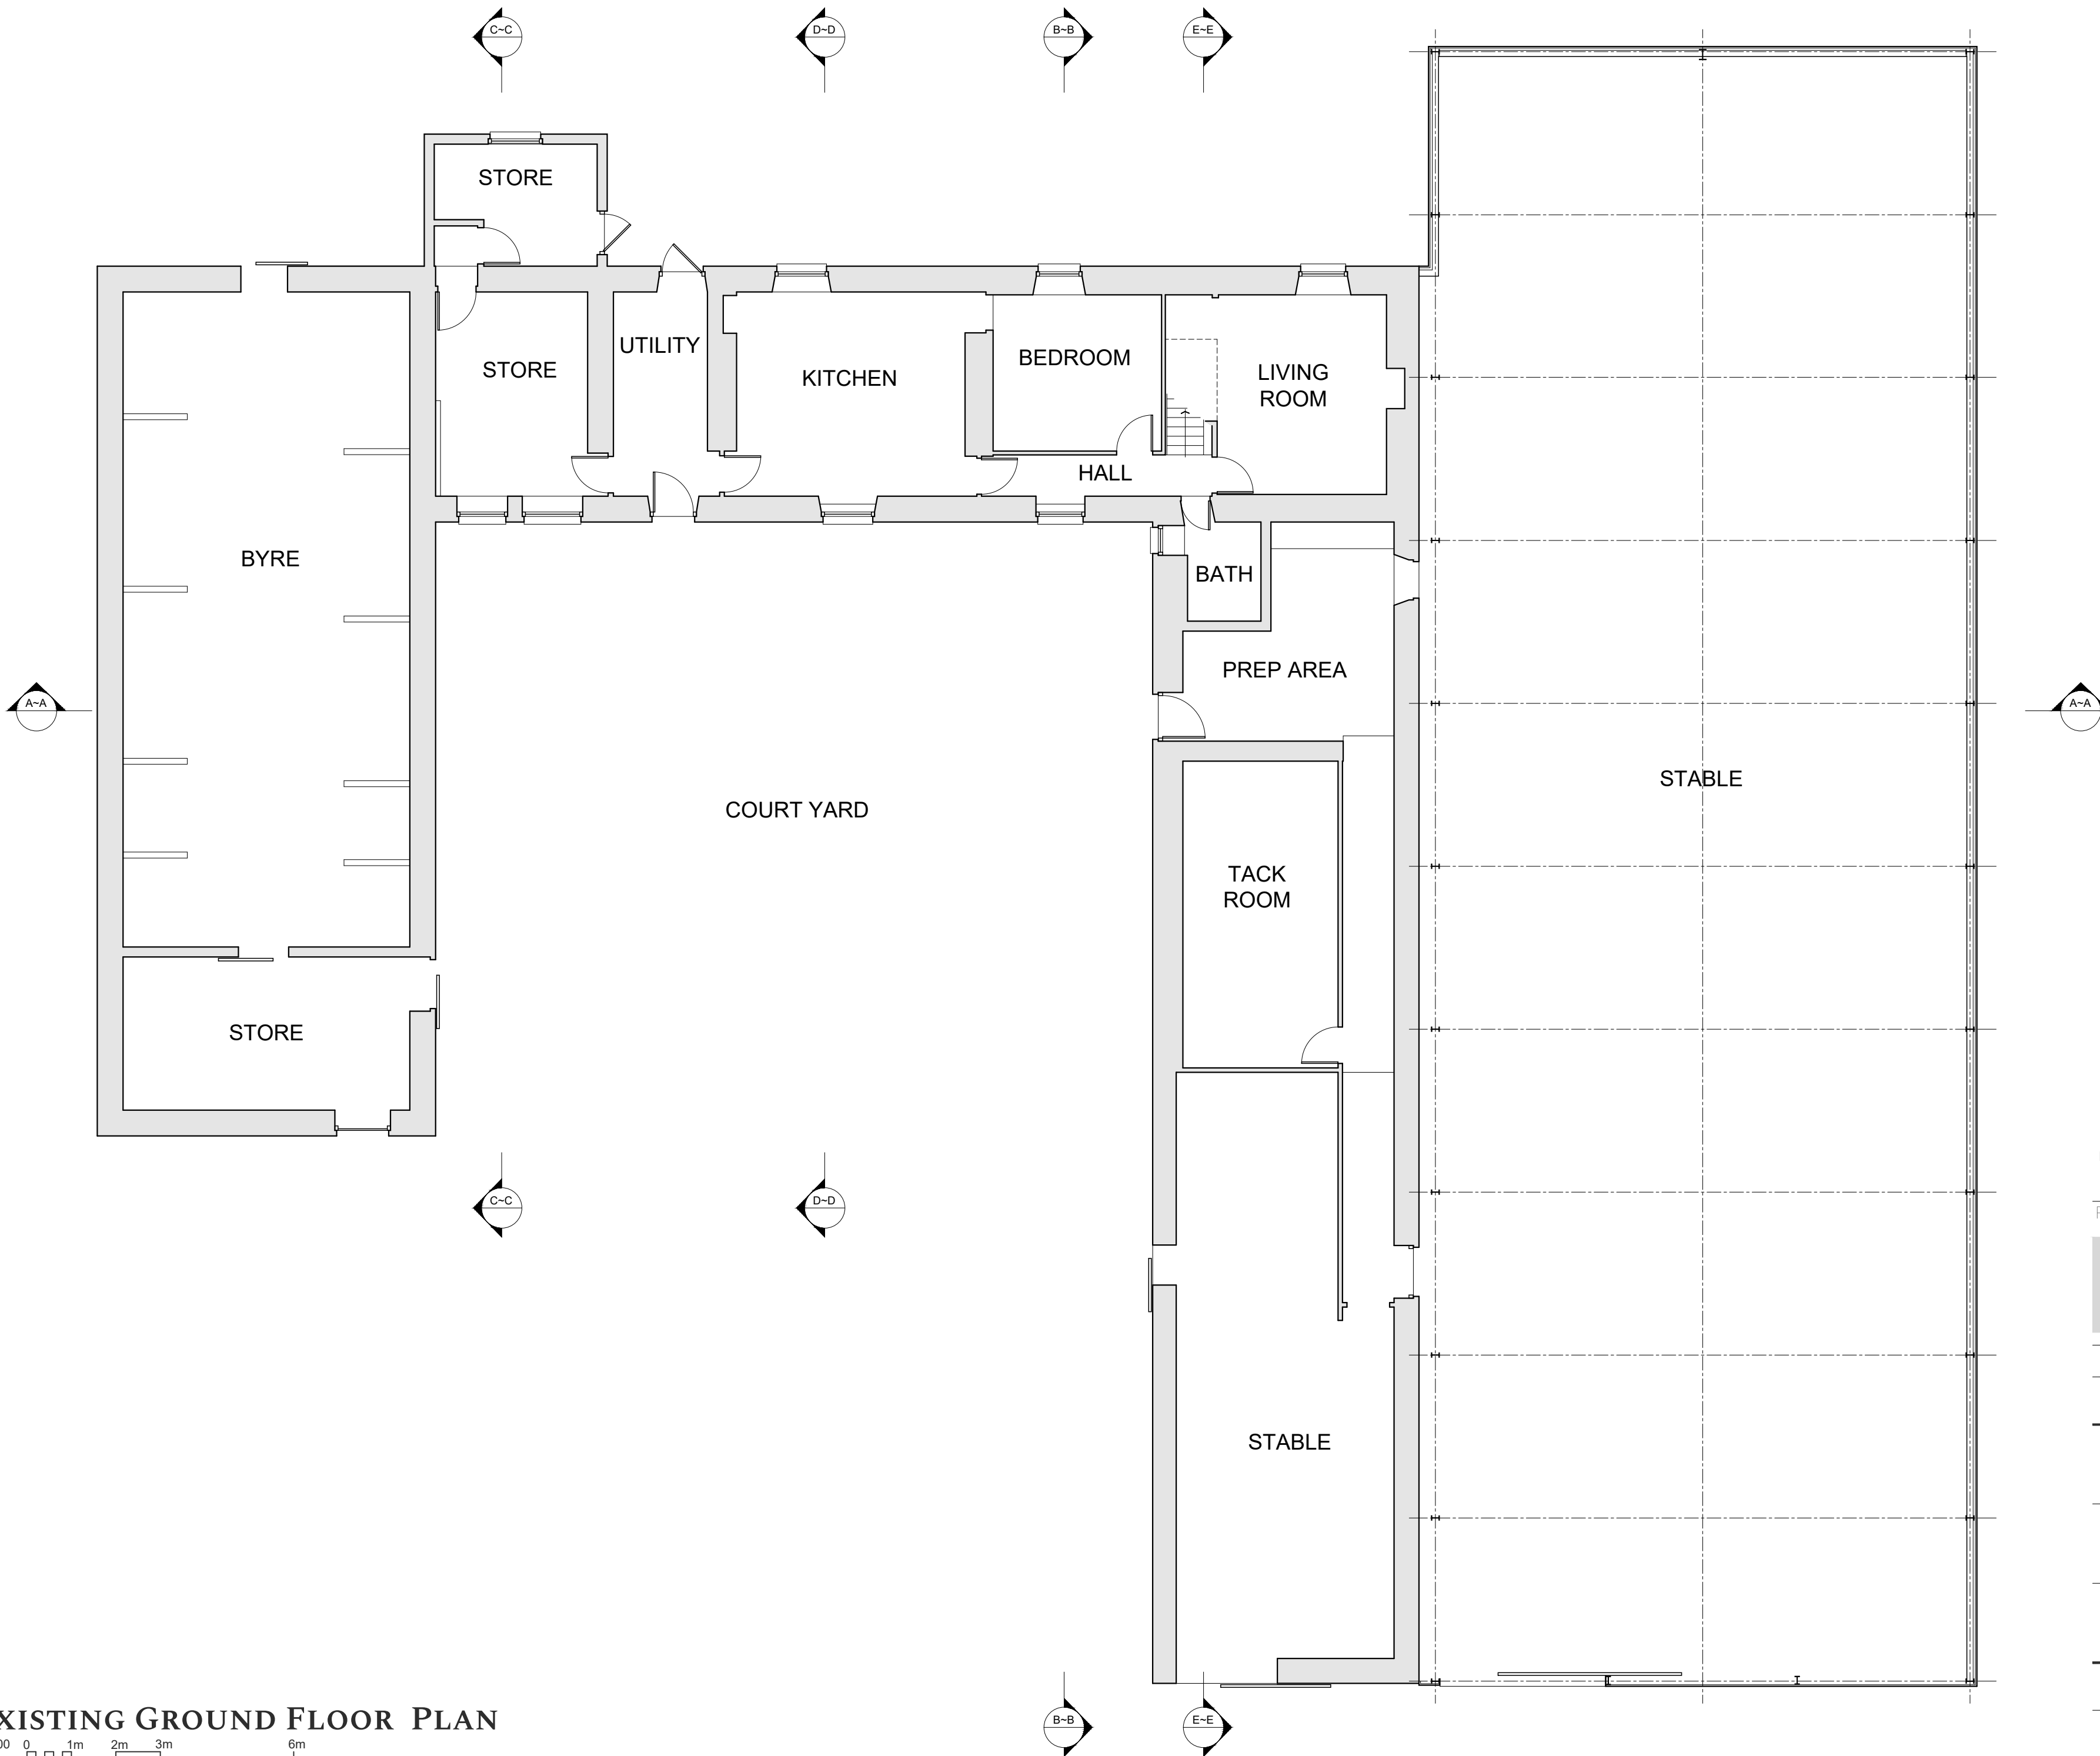 C~C
D~D
B~B
E~E
STORE
UTILITY
STORE
KITCHEN
BEDROOM
LIVING
ROOM
HALL
BYRE
BATH
PREP AREA
A~A
A~A
STABLE
COURT YARD
TACK
ROOM
STORE
C~C
D~D
STABLE
XISTING GROUND FLOOR PLAN
00 0 1m 2m 3m 6m
B~B
E~E